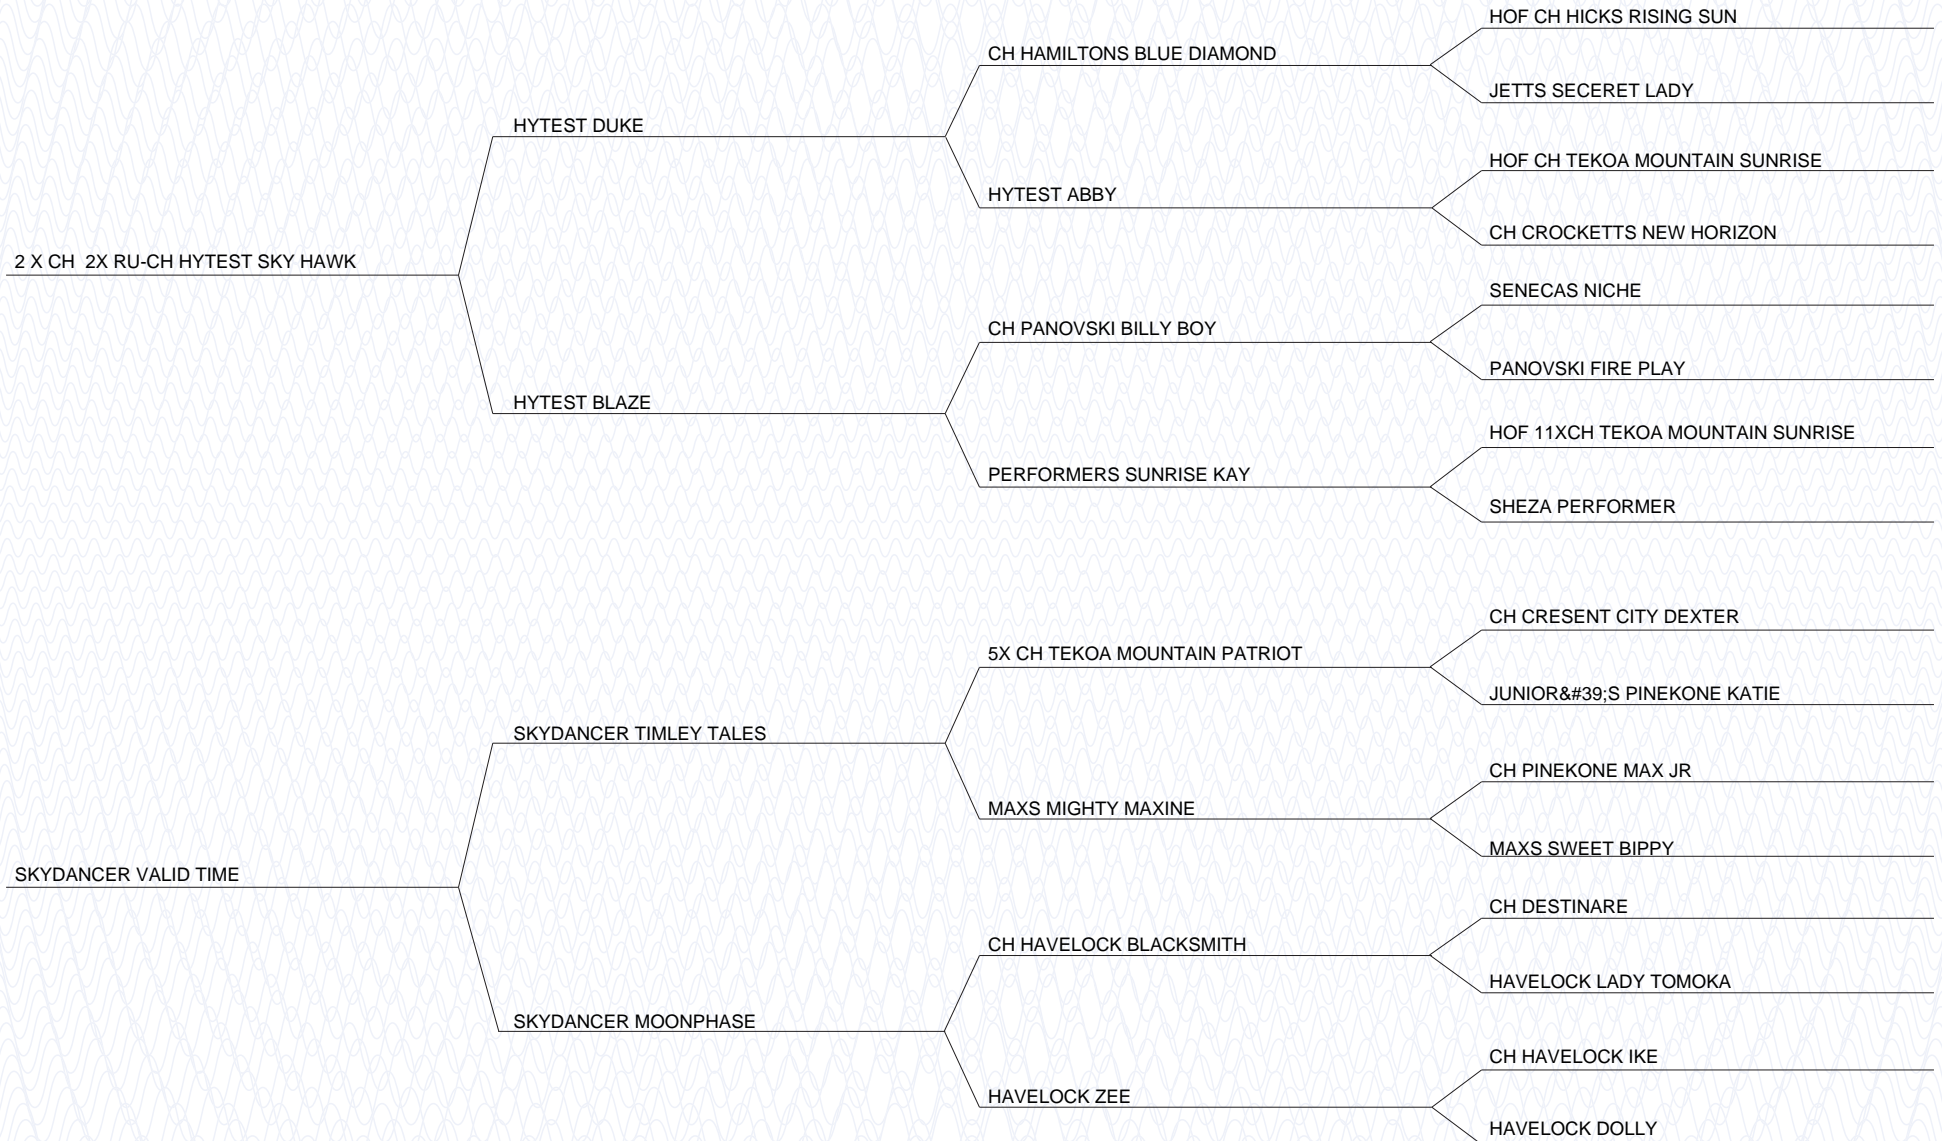 HOF CH HICKS RISING SUN
CH HAMILTONS BLUE DIAMOND
JETTS SECERET LADY
HYTEST DUKE
HOF CH TEKOA MOUNTAIN SUNRISE
HYTEST ABBY
CH CROCKETTS NEW HORIZON
2 X CH  2X RU-CH HYTEST SKY HAWK
SENECAS NICHE
CH PANOVSKI BILLY BOY
PANOVSKI FIRE PLAY
HYTEST BLAZE
HOF 11XCH TEKOA MOUNTAIN SUNRISE
PERFORMERS SUNRISE KAY
SHEZA PERFORMER
CH CRESENT CITY DEXTER
5X CH TEKOA MOUNTAIN PATRIOT
JUNIOR&#39;S PINEKONE KATIE
SKYDANCER TIMLEY TALES
CH PINEKONE MAX JR
MAXS MIGHTY MAXINE
MAXS SWEET BIPPY
SKYDANCER VALID TIME
CH DESTINARE
CH HAVELOCK BLACKSMITH
HAVELOCK LADY TOMOKA
SKYDANCER MOONPHASE
CH HAVELOCK IKE
HAVELOCK ZEE
HAVELOCK DOLLY